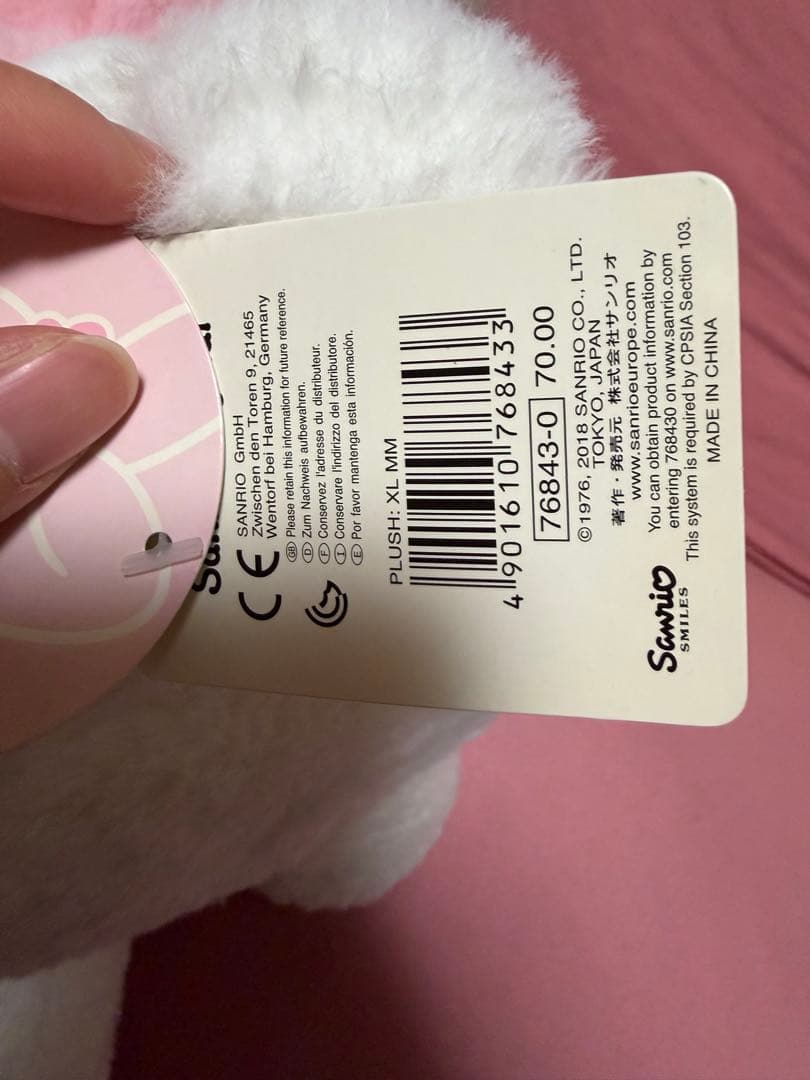 SANRIO GmbH
Zwischen den Toren 9, 21465
Wentorf bei Hamburg, Germany
CE
GB Please retain this information for future reference.
D Zum Nachweis aufbewahren.
F Conservez l'adresse du distributeur.
I Conservare l'indirizzo del distributore.
E Por favor mantenga esta información.
PLUSH: XL MM
4 901610 768433
76843-0 70.00
©1976, 2018 SANRIO CO., LTD.
TOKYO, JAPAN
著作・発売元 株式会社サンリオ
www.sanrioeurope.com
You can obtain product information by
entering 768430 on www.sanrio.com
This system is required by CPSIA Section 103.
MADE IN CHINA
Sanrio
SMILES